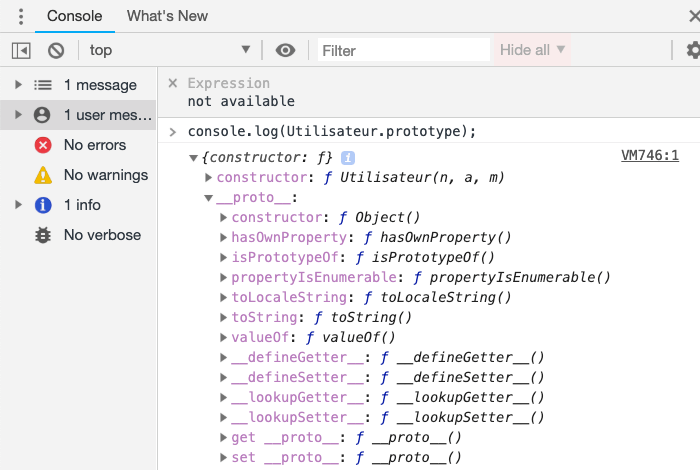 Console What's New
top Filter Hide all
1 message
1 user mes...
No errors
No warnings
1 info
No verbose
Expression
not available
console.log(Utilisateur.prototype);
{constructor: ƒ} i VM746:1
constructor: ƒ Utilisateur(n, a, m)
__proto__:
constructor: ƒ Object()
hasOwnProperty: ƒ hasOwnProperty()
isPrototypeOf: ƒ isPrototypeOf()
propertyIsEnumerable: ƒ propertyIsEnumerable()
toLocaleString: ƒ toLocaleString()
toString: ƒ toString()
valueOf: ƒ valueOf()
__defineGetter__: ƒ __defineGetter__()
__defineSetter__: ƒ __defineSetter__()
__lookupGetter__: ƒ __lookupGetter__()
__lookupSetter__: ƒ __lookupSetter__()
get __proto__: ƒ __proto__()
set __proto__: ƒ __proto__()